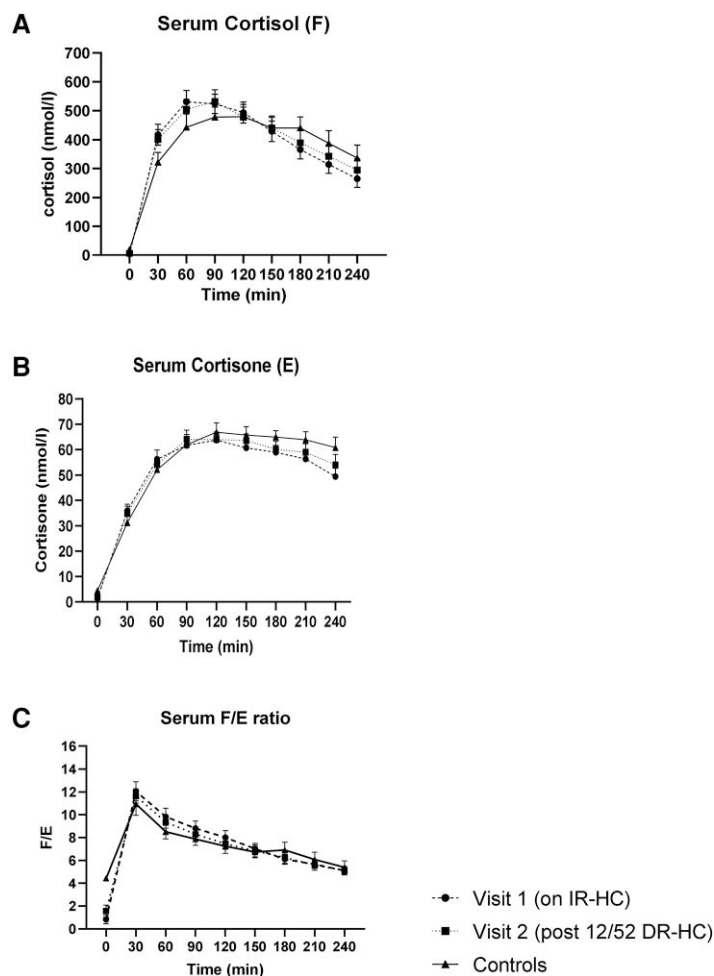 A
Serum Cortisol (F)
700
600
500
400
300
200
100
0
cortisol (nmol/l)
0 30 60 90 120 150 180 210 240
Time (min)
B
Serum Cortisone (E)
80
70
60
50
40
30
20
10
0
Cortisone (nmol/l)
0 30 60 90 120 150 180 210 240
Time (min)
C
Serum F/E ratio
16
14
12
10
8
6
4
2
0
F/E
0 30 60 90 120 150 180 210 240
Time (min)
Visit 1 (on IR-HC)
Visit 2 (post 12/52 DR-HC)
Controls